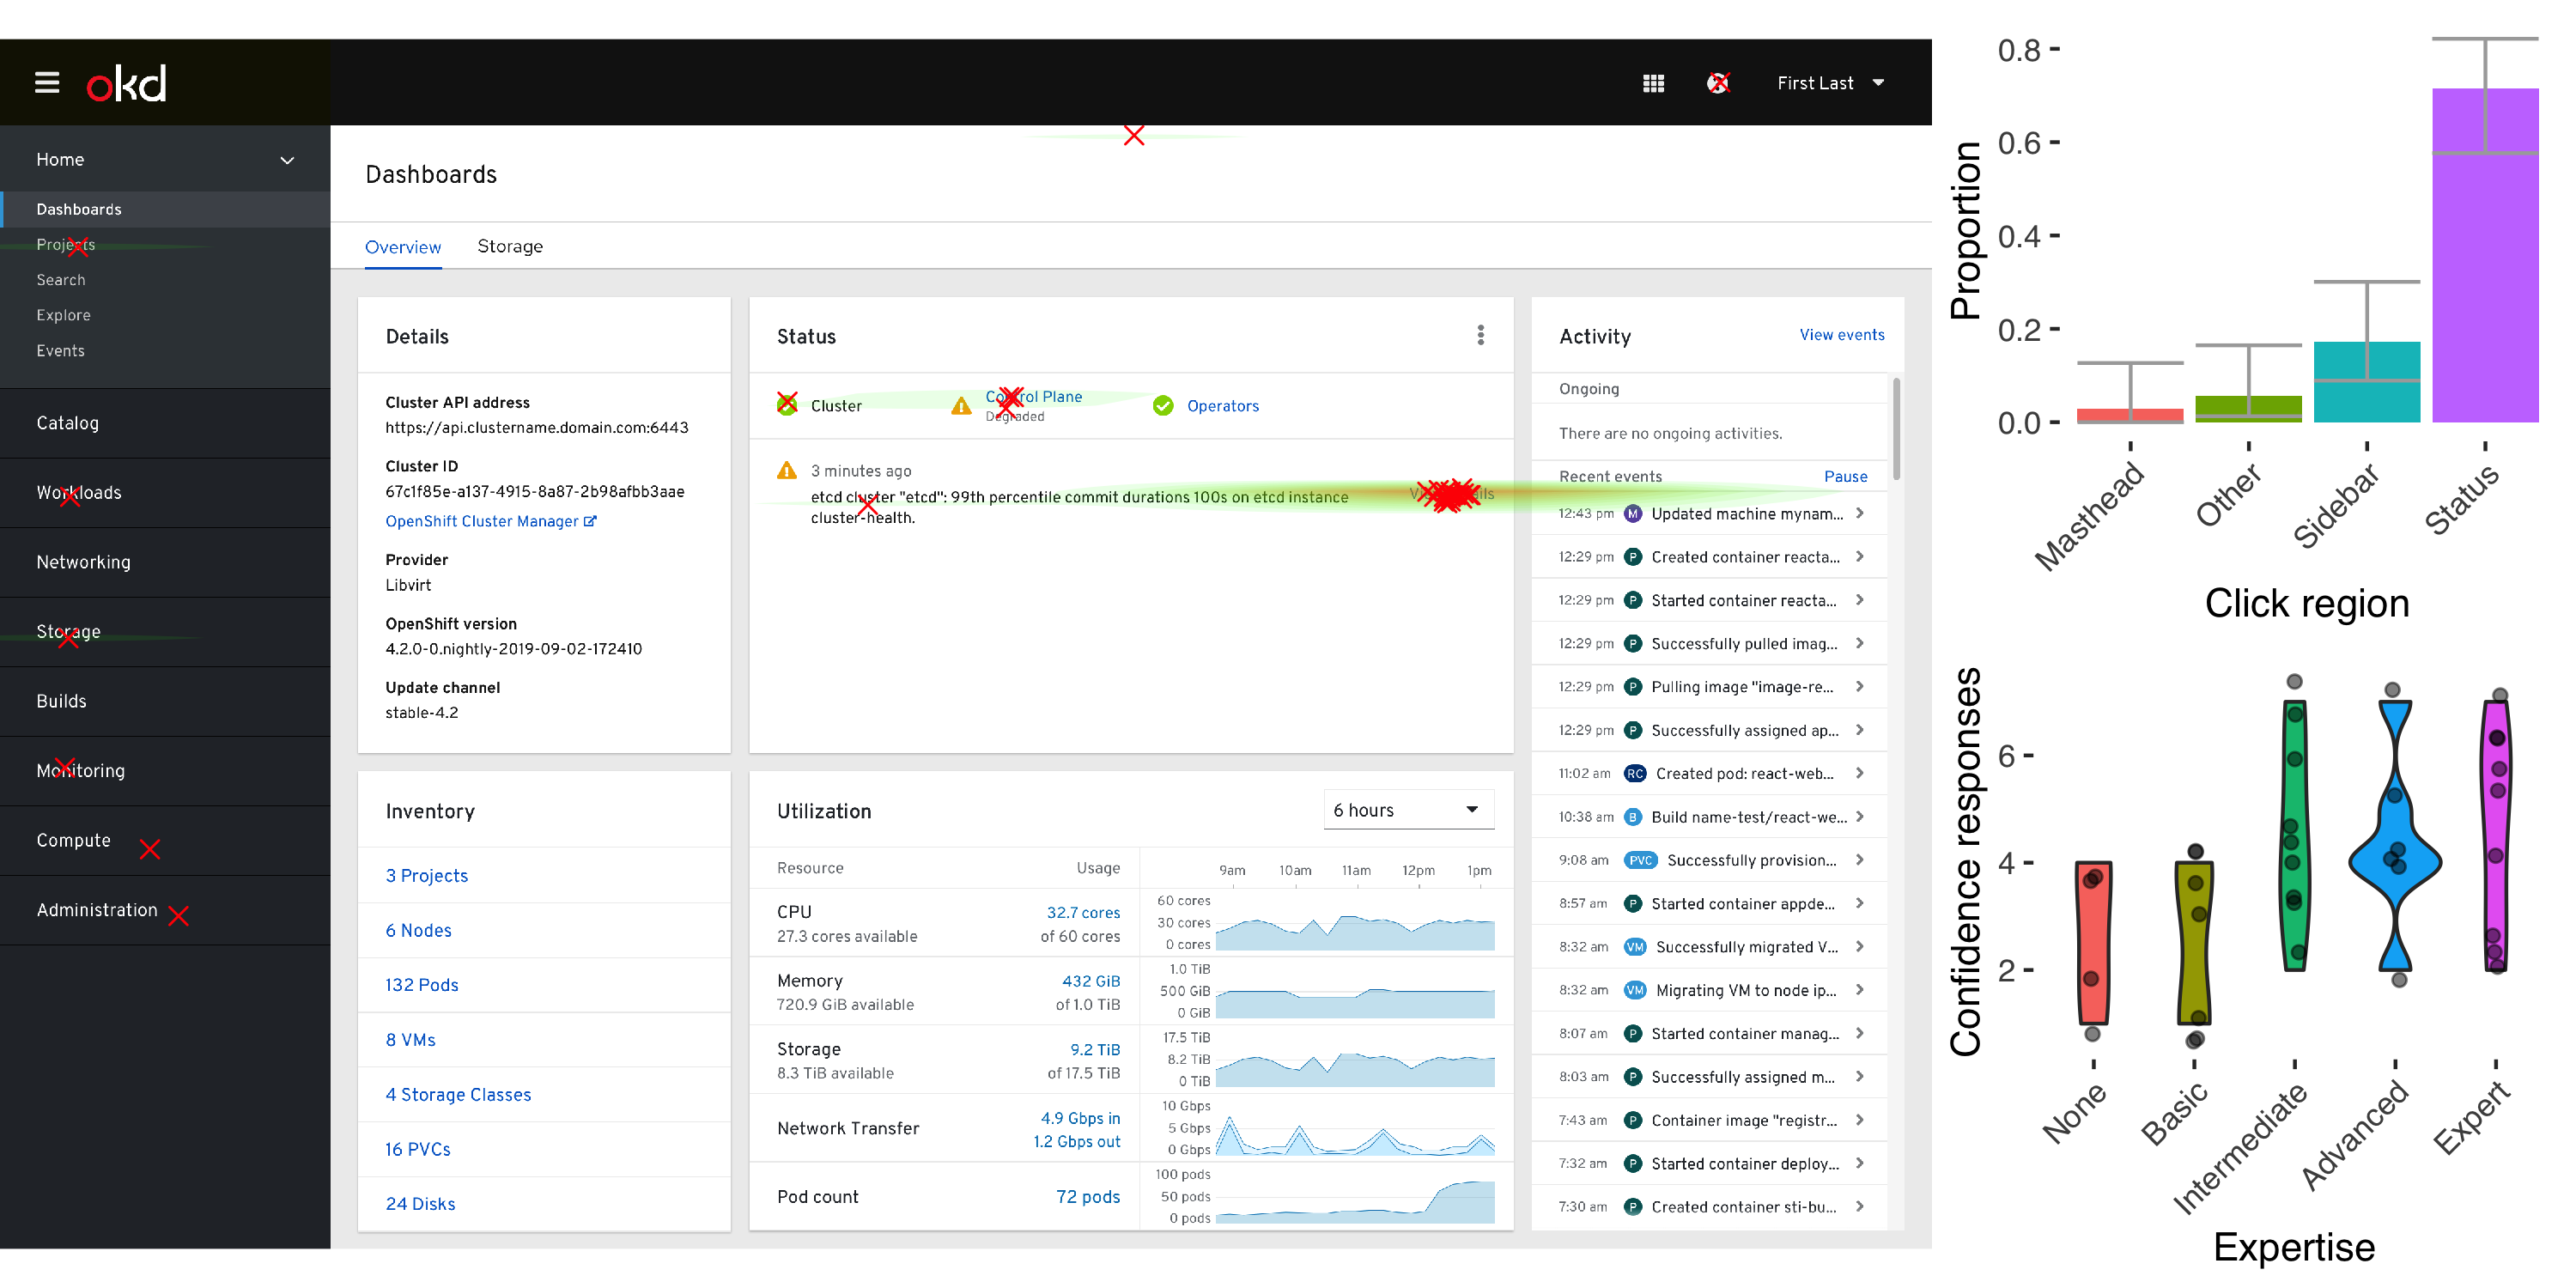 okd
First Last
Home
Dashboards
Projects
Search
Explore
Events
Catalog
Workloads
Networking
Storage
Builds
Monitoring
Compute
Administration
Dashboards
Overview Storage
Details
Cluster API address
https://api.clustername.domain.com:6443
Cluster ID
67c1f85e-a137-4915-8a87-2b98afbb3aae
OpenShift Cluster Manager
Provider
Libvirt
OpenShift version
4.2.0-0.nightly-2019-09-02-172410
Update channel
stable-4.2
Inventory
3 Projects
6 Nodes
132 Pods
8 VMs
4 Storage Classes
16 PVCs
24 Disks
Status
Cluster
Control Plane
Degraded
Operators
3 minutes ago
etcd cluster "etcd": 99th percentile commit durations 100s on etcd instance
cluster-health.
Utilization
6 hours
Resource Usage
9am 10am 11am 12pm 1pm
CPU 32.7 cores
27.3 cores available of 60 cores
60 cores
30 cores
0 cores
Memory 432 GiB
720.9 GiB available of 1.0 TiB
1.0 TiB
500 GiB
0 GiB
Storage 9.2 TiB
8.3 TiB available of 17.5 TiB
17.5 TiB
8.2 TiB
0 TiB
Network Transfer 4.9 Gbps in
1.2 Gbps out
10 Gbps
5 Gbps
0 Gbps
Pod count 72 pods
100 pods
50 pods
0 pods
Activity View events
Ongoing
There are no ongoing activities.
Recent events Pause
12:43 pm M Updated machine mynam...
12:29 pm P Created container reacta...
12:29 pm P Started container reacta...
12:29 pm P Successfully pulled imag...
12:29 pm P Pulling image "image-re...
12:29 pm P Successfully assigned ap...
11:02 am RC Created pod: react-web...
10:38 am B Build name-test/react-we...
9:08 am PVC Successfully provision...
8:57 am P Started container appde...
8:32 am VM Successfully migrated V...
8:32 am VM Migrating VM to node ip...
8:07 am P Started container manag...
8:03 am P Successfully assigned m...
7:43 am P Container image "registr...
7:32 am P Started container deploy...
7:30 am P Created container sti-bu...
Proportion
0.8
0.6
0.4
0.2
0.0
Masthead Other Sidebar Status
Click region
Confidence responses
6
4
2
None Basic Intermediate Advanced Expert
Expertise